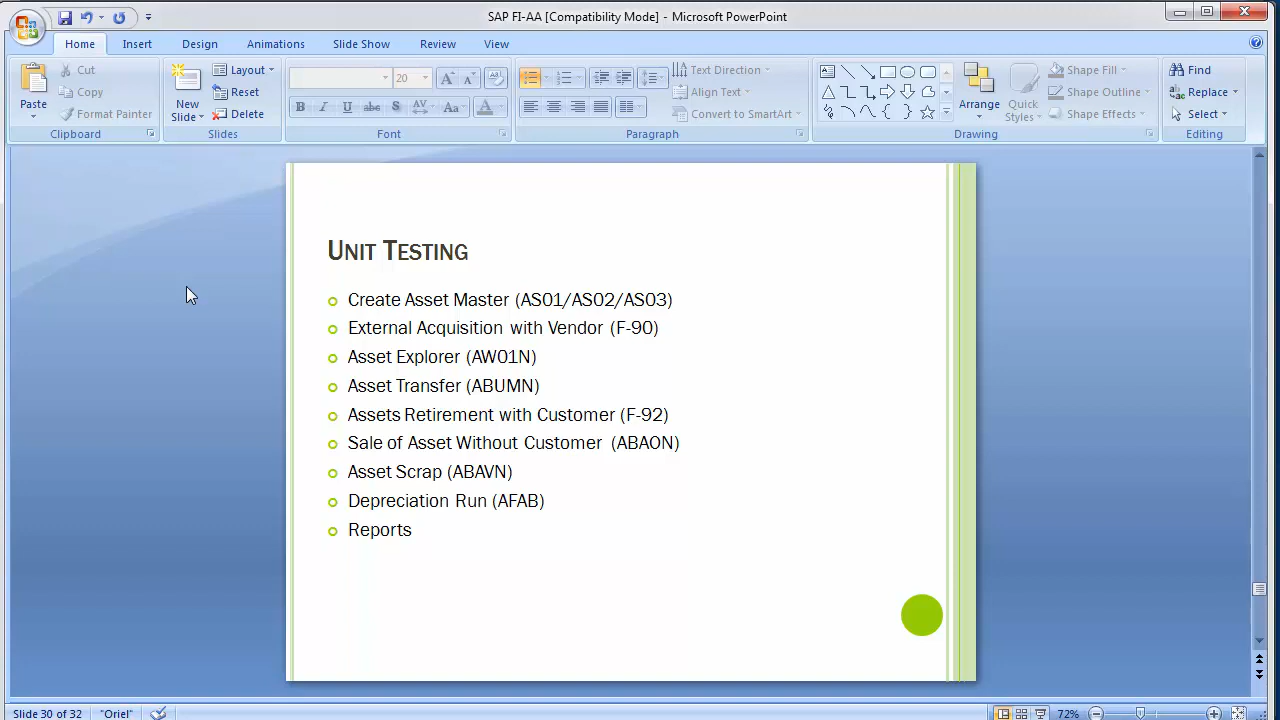 SAP FI-AA [Compatibility Mode] - Microsoft PowerPoint
Home Insert Design Slide Show Animations Review View
Paste
Cut
Copy
Format Painter
Clipboard
New Slide
Layout
Reset
Delete
Slides
20
B I U abc S AV Aa A
Font
Text Direction
Align Text
Convert to SmartArt
Paragraph
Arrange
Quick Styles
Shape Fill
Shape Outline
Shape Effects
Drawing
Find
Replace
Select
Editing
UNIT TESTING
Create Asset Master (AS01/AS02/AS03)
External Acquisition with Vendor (F-90)
Asset Explorer (AW01N)
Asset Transfer (ABUMN)
Assets Retirement with Customer (F-92)
Sale of Asset Without Customer (ABAON)
Asset Scrap (ABAVN)
Depreciation Run (AFAB)
Reports
Slide 30 of 32 "Oriel" 72%